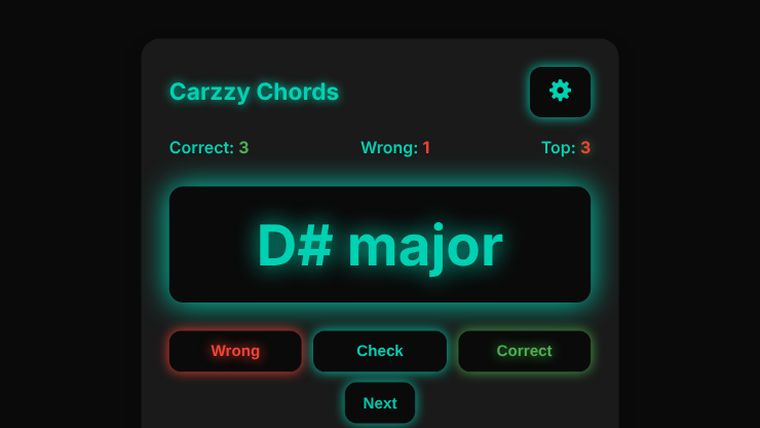 Carzzy Chords
Correct: 3 Wrong: 1 Top: 3
D# major
Wrong Check Correct
Next